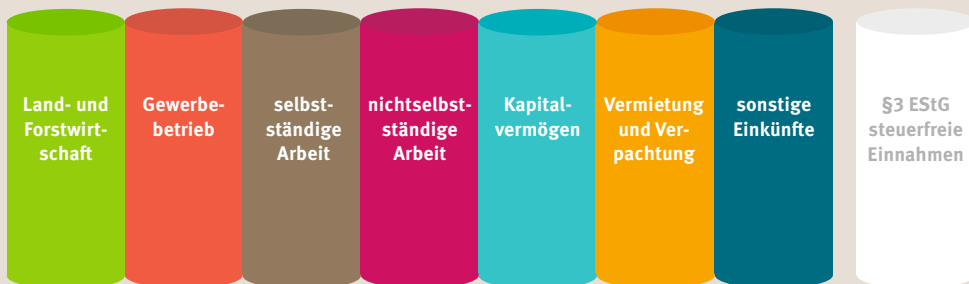 Land- und
Forstwirt-
schaft
Gewerbe-
betrieb
selbst-
ständige
Arbeit
nichtselbst-
ständige
Arbeit
Kapital-
vermögen
Vermietung
und Ver-
pachtung
sonstige
Einkünfte
§3 EStG
steuerfreie
Einnahmen